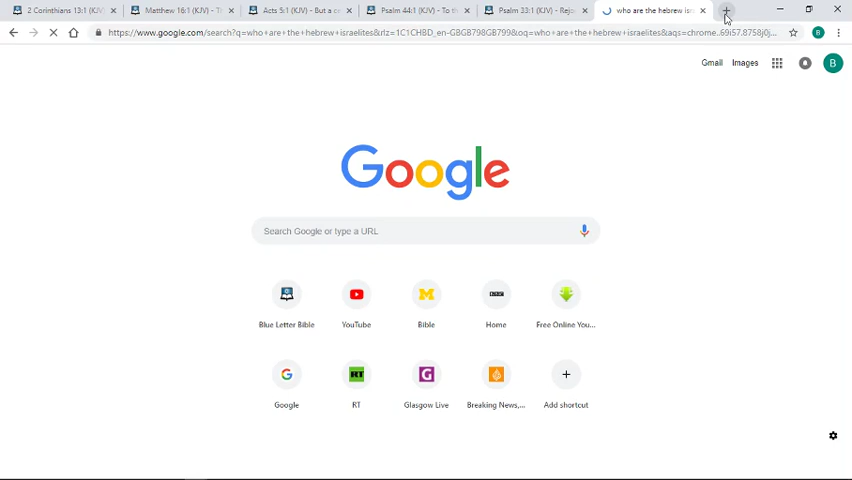 2 Corinthians 13:1 (KJV)
Matthew 16:1 (KJV) - Th
Acts 5:1 (KJV) - But a ce
Psalm 44:1 (KJV) - To th
Psalm 33:1 (KJV) - Rejo
who are the hebrew isra
https://www.google.com/search?q=who+are+the+hebrew+israelites&rlz=1C1CHBD_en-GBGB798GB799&oq=who+are+the+hebrew+israelites&aqs=chrome..69i57.8758j0j...
B
Gmail Images B
Google
Search Google or type a URL
BBC
Blue Letter Bible YouTube Bible Home Free Online You...
RT
Google RT Glasgow Live Breaking News,... Add shortcut